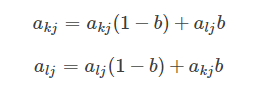 a_{kj} = a_{kj}(1 − b) + a_{lj}b
a_{lj} = a_{lj}(1 − b) + a_{kj}b